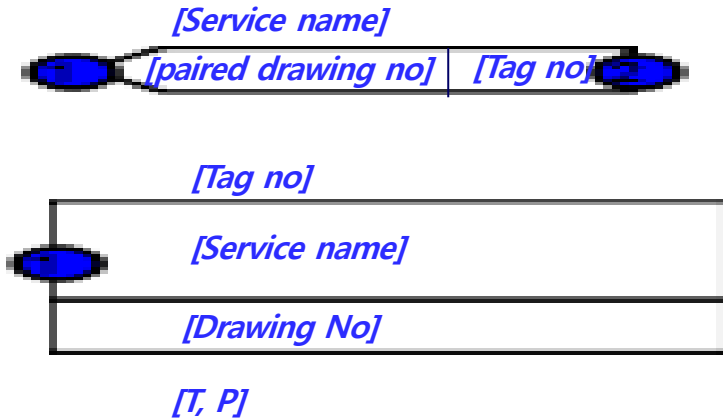 [Service name]
[paired drawing no] [Tag no]
[Tag no]
[Service name]
[Drawing No]
[T, P]